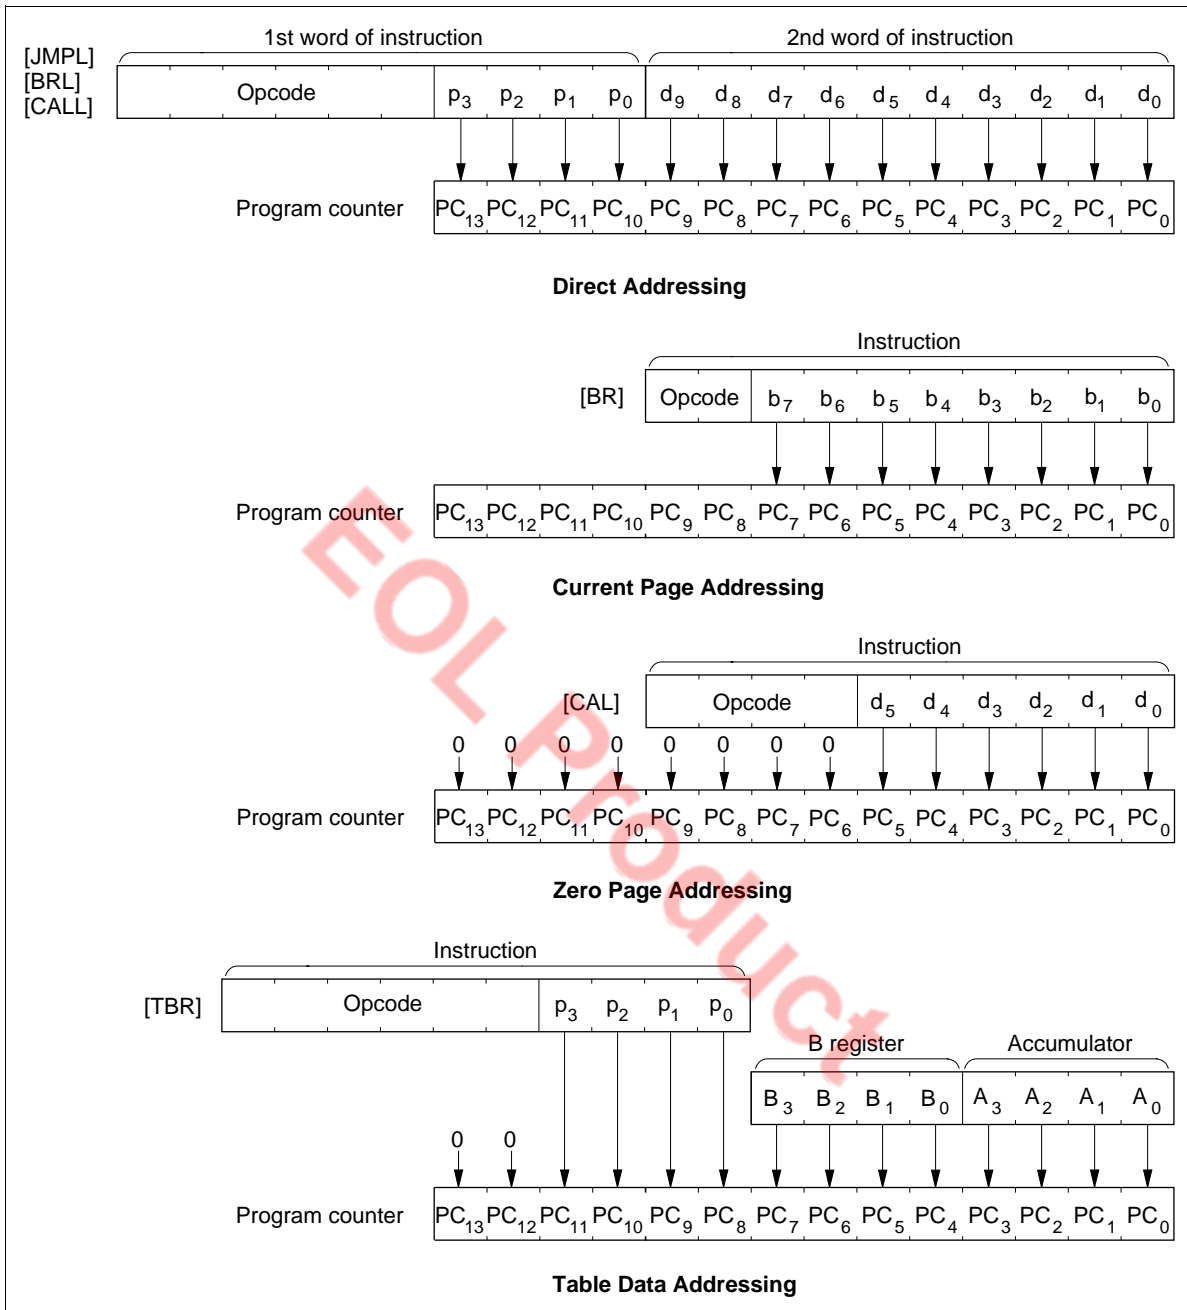 1st word of instruction 2nd word of instruction
[JMPL]
[BRL]
[CALL]
Opcode p3 p2 p1 p0 d9 d8 d7 d6 d5 d4 d3 d2 d1 d0
Program counter PC13 PC12 PC11 PC10 PC9 PC8 PC7 PC6 PC5 PC4 PC3 PC2 PC1 PC0
Direct Addressing
Instruction
[BR] Opcode b7 b6 b5 b4 b3 b2 b1 b0
Program counter PC13 PC12 PC11 PC10 PC9 PC8 PC7 PC6 PC5 PC4 PC3 PC2 PC1 PC0
Current Page Addressing
Instruction
[CAL] Opcode d5 d4 d3 d2 d1 d0
0 0 0 0 0 0 0 0
Program counter PC13 PC12 PC11 PC10 PC9 PC8 PC7 PC6 PC5 PC4 PC3 PC2 PC1 PC0
Zero Page Addressing
Instruction
[TBR] Opcode p3 p2 p1 p0
B register Accumulator
B3 B2 B1 B0 A3 A2 A1 A0
0 0
Program counter PC13 PC12 PC11 PC10 PC9 PC8 PC7 PC6 PC5 PC4 PC3 PC2 PC1 PC0
Table Data Addressing
EOL Product